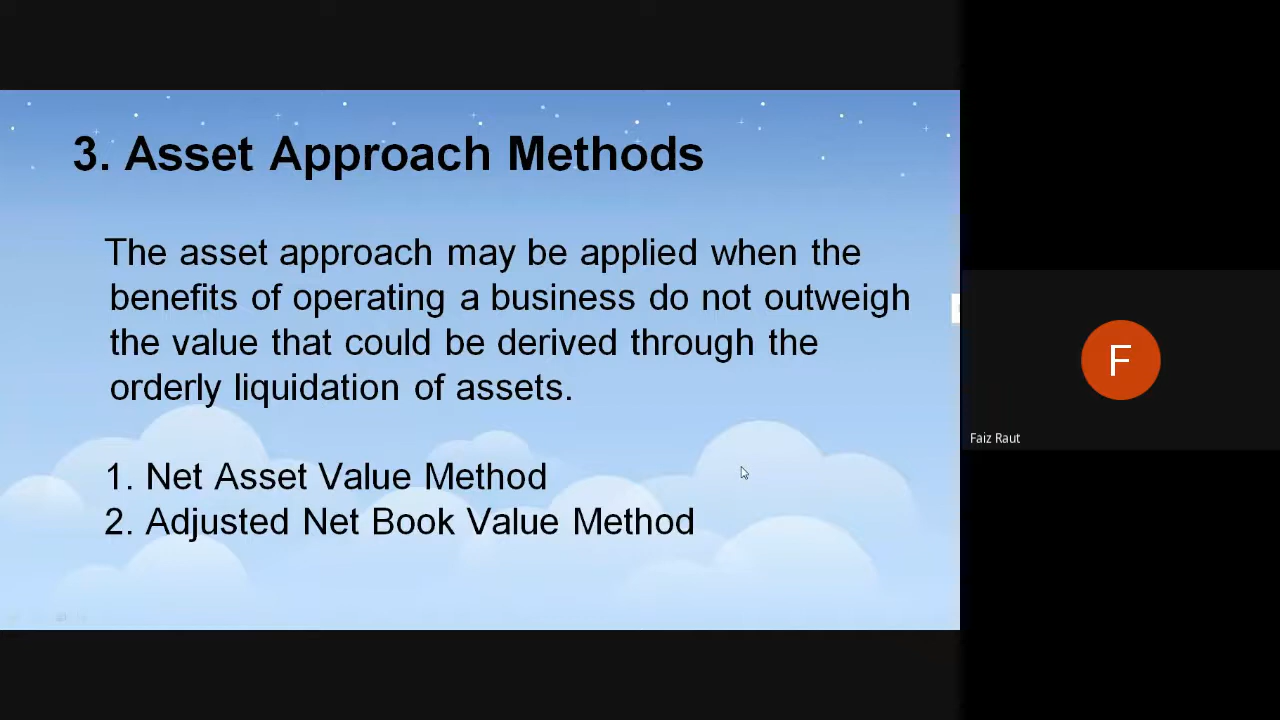 3. Asset Approach Methods
The asset approach may be applied when the
benefits of operating a business do not outweigh
the value that could be derived through the
orderly liquidation of assets.
1. Net Asset Value Method
2. Adjusted Net Book Value Method
F
Faiz Raut